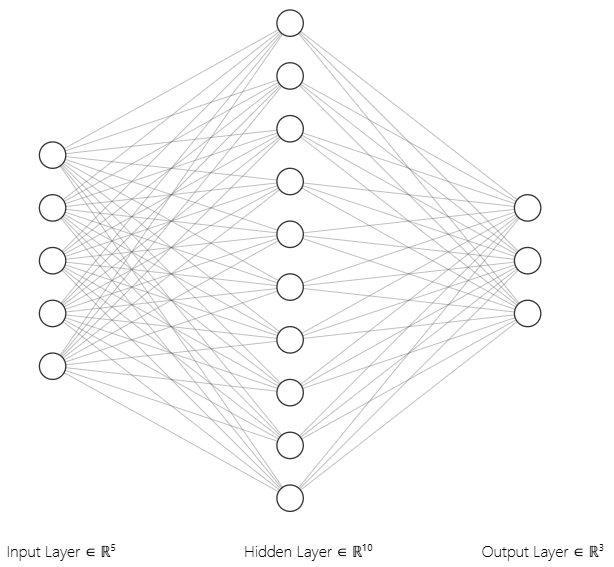 Input Layer ∈ ℝ⁵
Hidden Layer ∈ ℝ¹⁰
Output Layer ∈ ℝ³